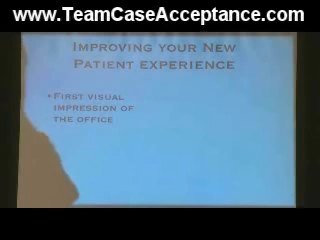 www.TeamCaseAcceptance.com
Improving your New
Patient experience
• First visual
impression of
the office